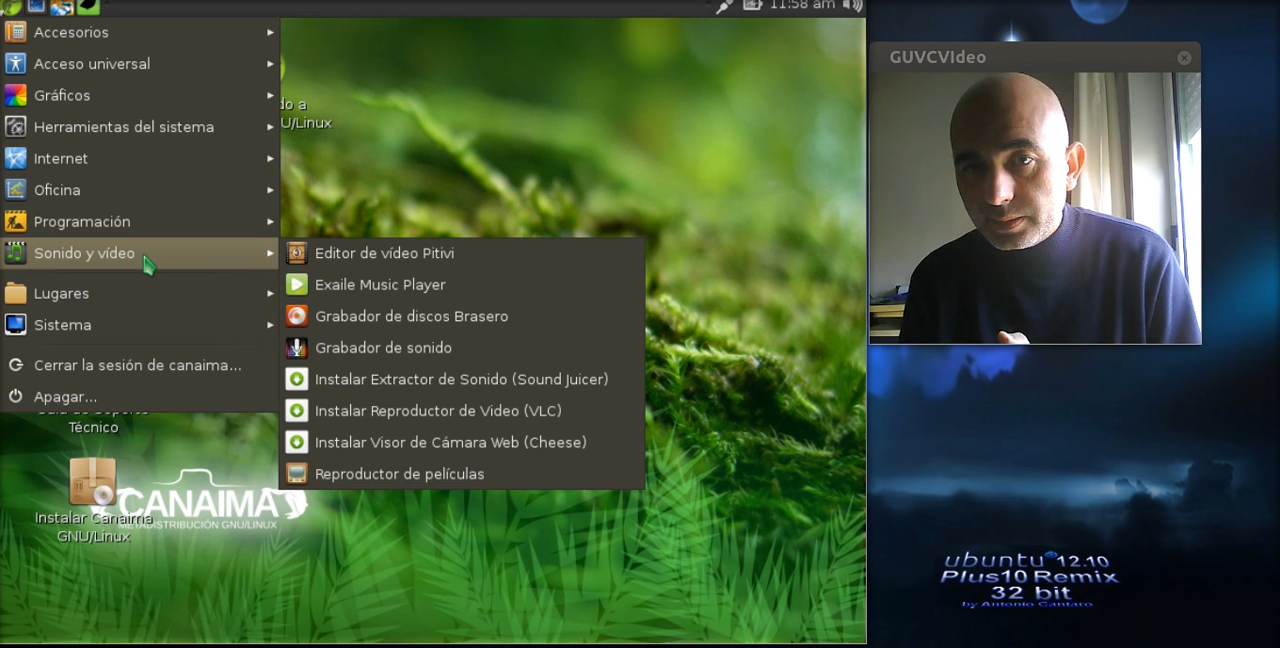 11:58 am
Accesorios
Acceso universal
Gráficos
Herramientas del sistema
Internet
Oficina
Programación
Sonido y vídeo
Lugares
Sistema
Cerrar la sesión de canaima...
Apagar...
Editor de vídeo Pitivi
Exaile Music Player
Grabador de discos Brasero
Grabador de sonido
Instalar Extractor de Sonido (Sound Juicer)
Instalar Reproductor de Video (VLC)
Instalar Visor de Cámara Web (Cheese)
Reproductor de películas
do a
U/Linux
Técnico
Instalar Canaima
GNU/Linux
CANAIMA
METADISTRIBUCIÓN GNU/LINUX
GUVCVIdeo
ubuntu 12.10
Plus10 Remix
32 bit
by Antonio Cantaro